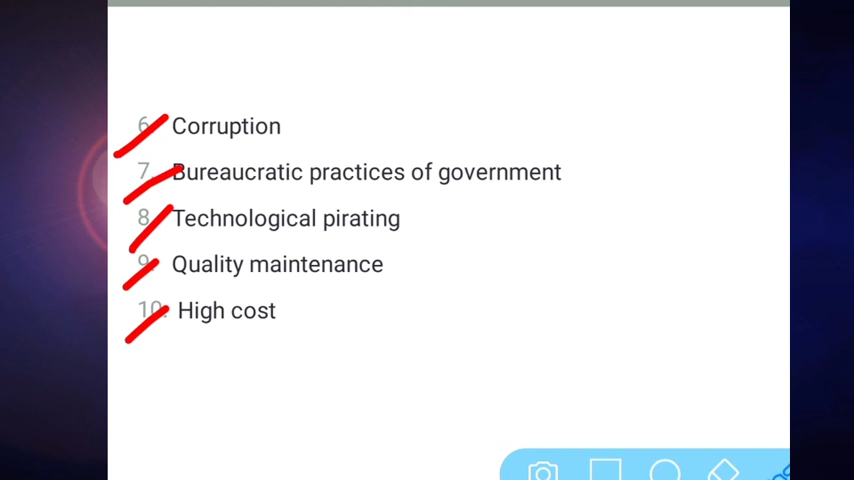 6. Corruption
7. Bureaucratic practices of government
8. Technological pirating
9. Quality maintenance
10. High cost